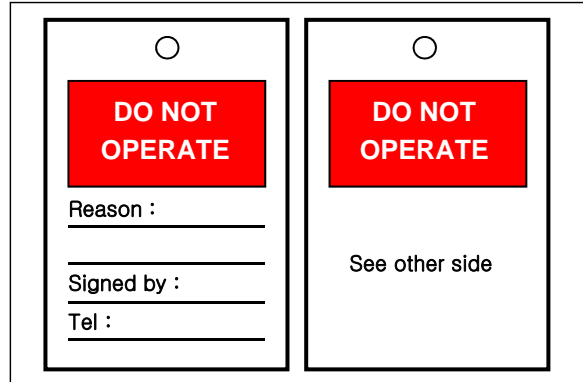 DO NOT
OPERATE
Reason :
Signed by :
Tel :
DO NOT
OPERATE
See other side